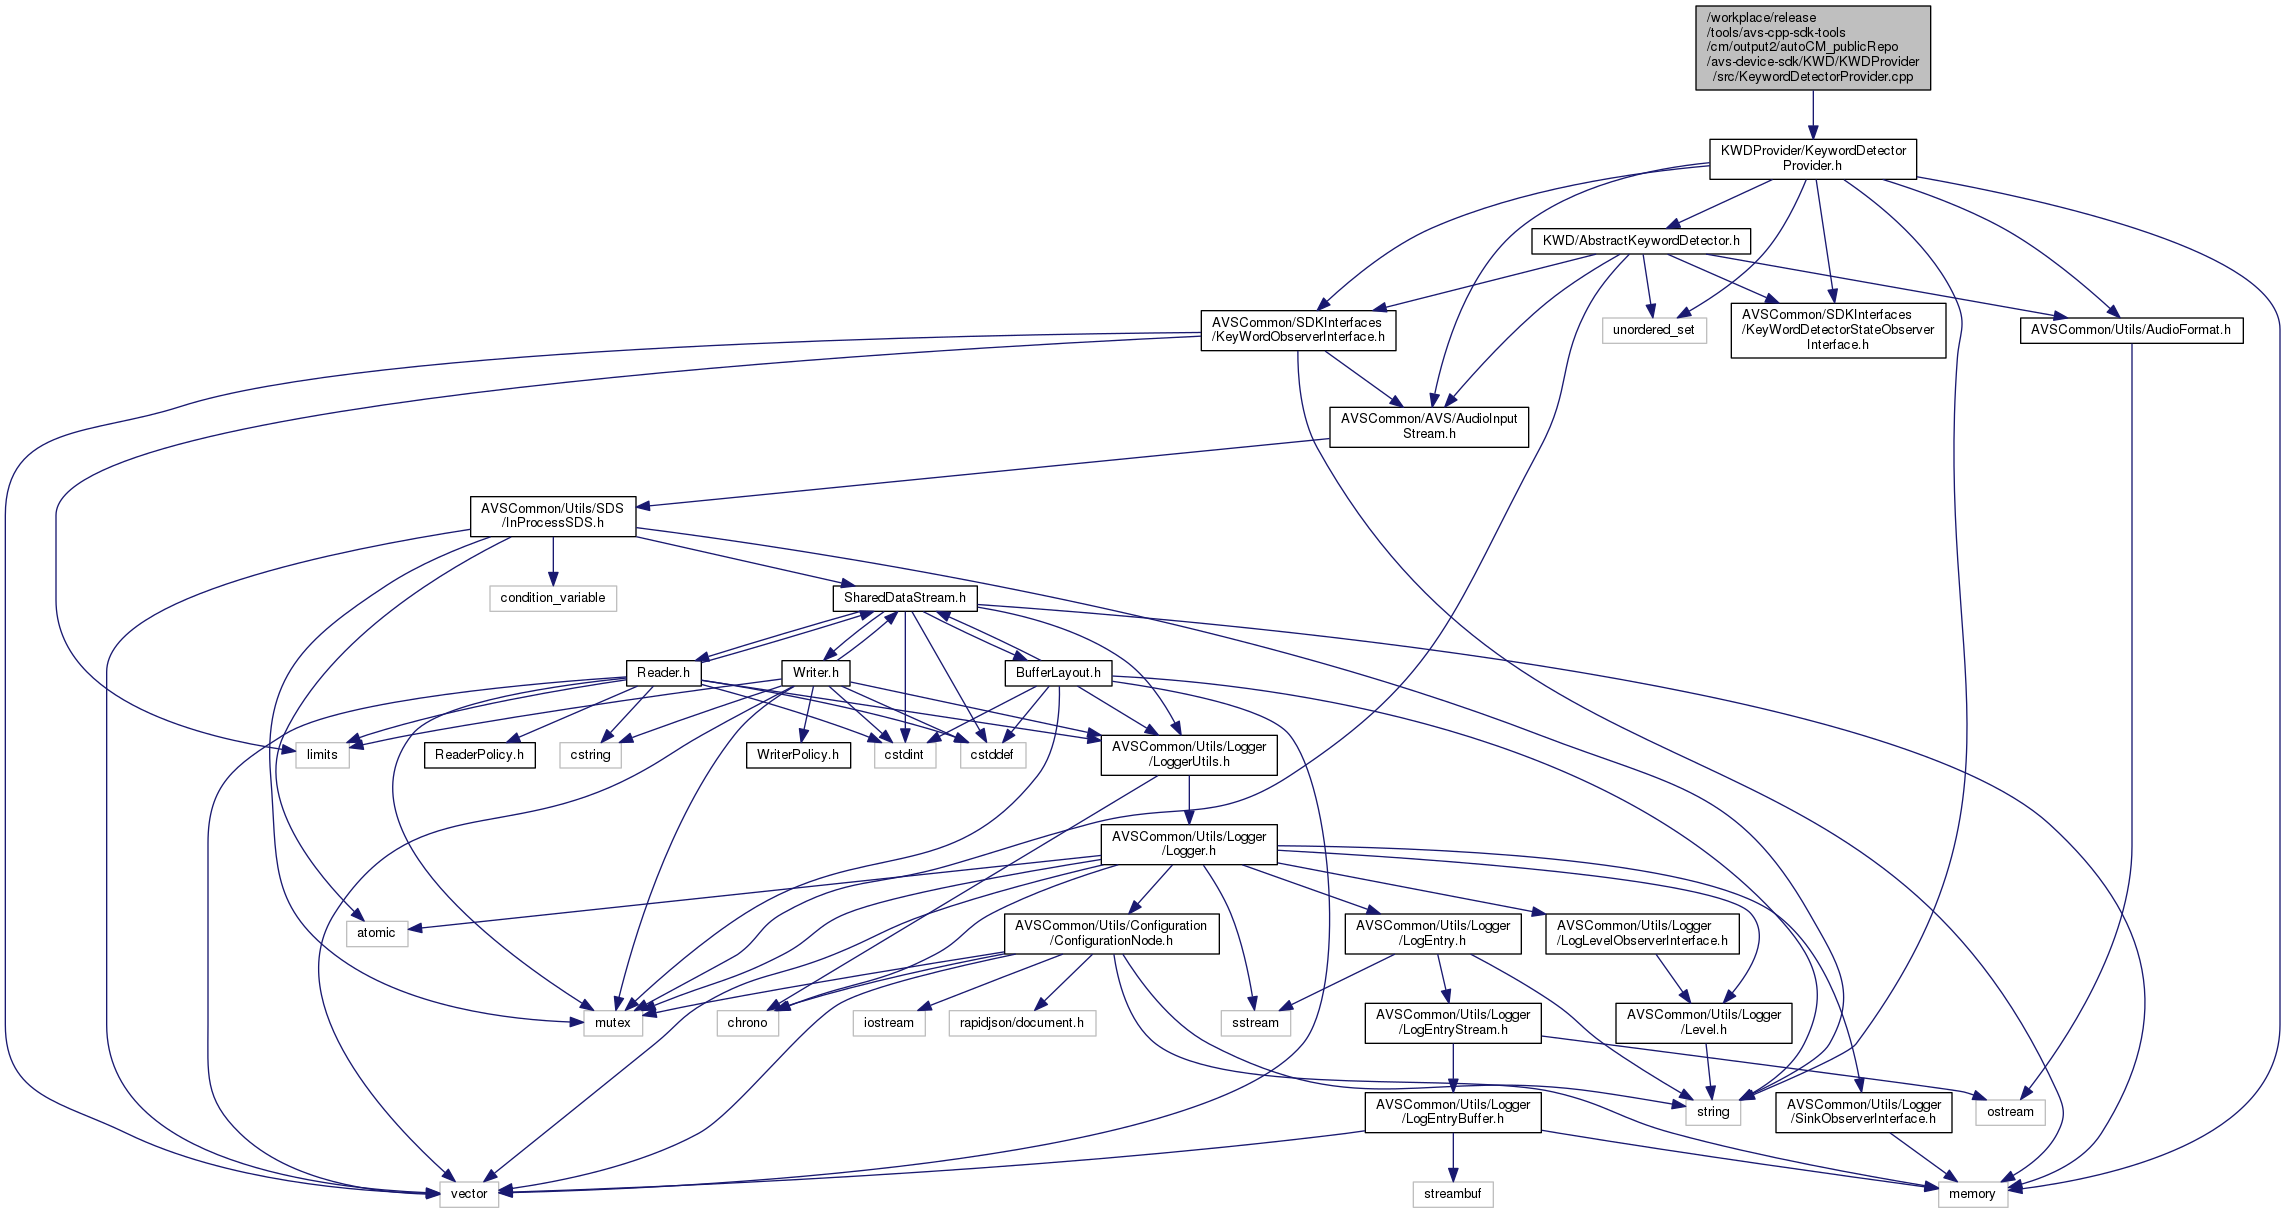 /workplace/release
/tools/avs-cpp-sdk-tools
/cm/output2/autoCM_publicRepo
/avs-device-sdk/KWD/KWDProvider
/src/KeywordDetectorProvider.cpp
KWDProvider/KeywordDetector
Provider.h
KWD/AbstractKeywordDetector.h
AVSCommon/SDKInterfaces
/KeyWordObserverInterface.h
unordered_set
AVSCommon/SDKInterfaces
/KeyWordDetectorStateObserver
Interface.h
AVSCommon/Utils/AudioFormat.h
AVSCommon/AVS/AudioInput
Stream.h
AVSCommon/Utils/SDS
/InProcessSDS.h
condition_variable
SharedDataStream.h
Reader.h
Writer.h
BufferLayout.h
limits
ReaderPolicy.h
cstring
WriterPolicy.h
cstdint
cstddef
AVSCommon/Utils/Logger
/LoggerUtils.h
AVSCommon/Utils/Logger
/Logger.h
atomic
AVSCommon/Utils/Configuration
/ConfigurationNode.h
AVSCommon/Utils/Logger
/LogEntry.h
AVSCommon/Utils/Logger
/LogLevelObserverInterface.h
mutex
chrono
iostream
rapidjson/document.h
sstream
AVSCommon/Utils/Logger
/LogEntryStream.h
AVSCommon/Utils/Logger
/Level.h
AVSCommon/Utils/Logger
/LogEntryBuffer.h
string
AVSCommon/Utils/Logger
/SinkObserverInterface.h
ostream
vector
streambuf
memory